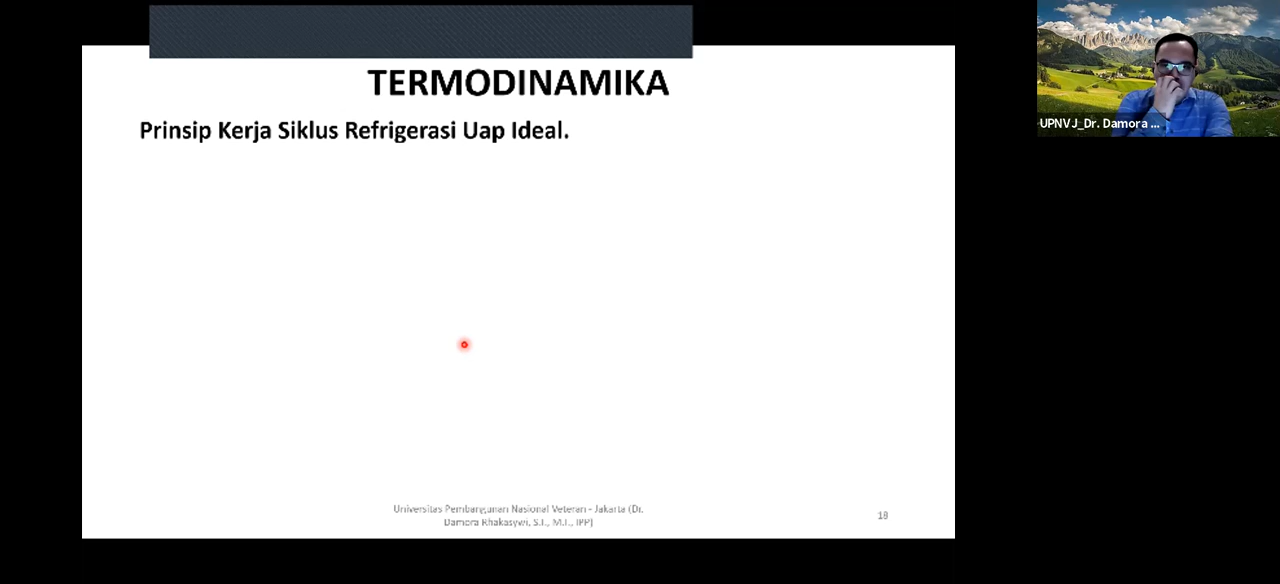 TERMODINAMIKA
Prinsip Kerja Siklus Refrigerasi Uap Ideal.
UPNVJ_Dr. Damora ...
Universitas Pembangunan Nasional Veteran - Jakarta (Dr.
Damora Rhakasywi, S.T., M.T., IPP)
18